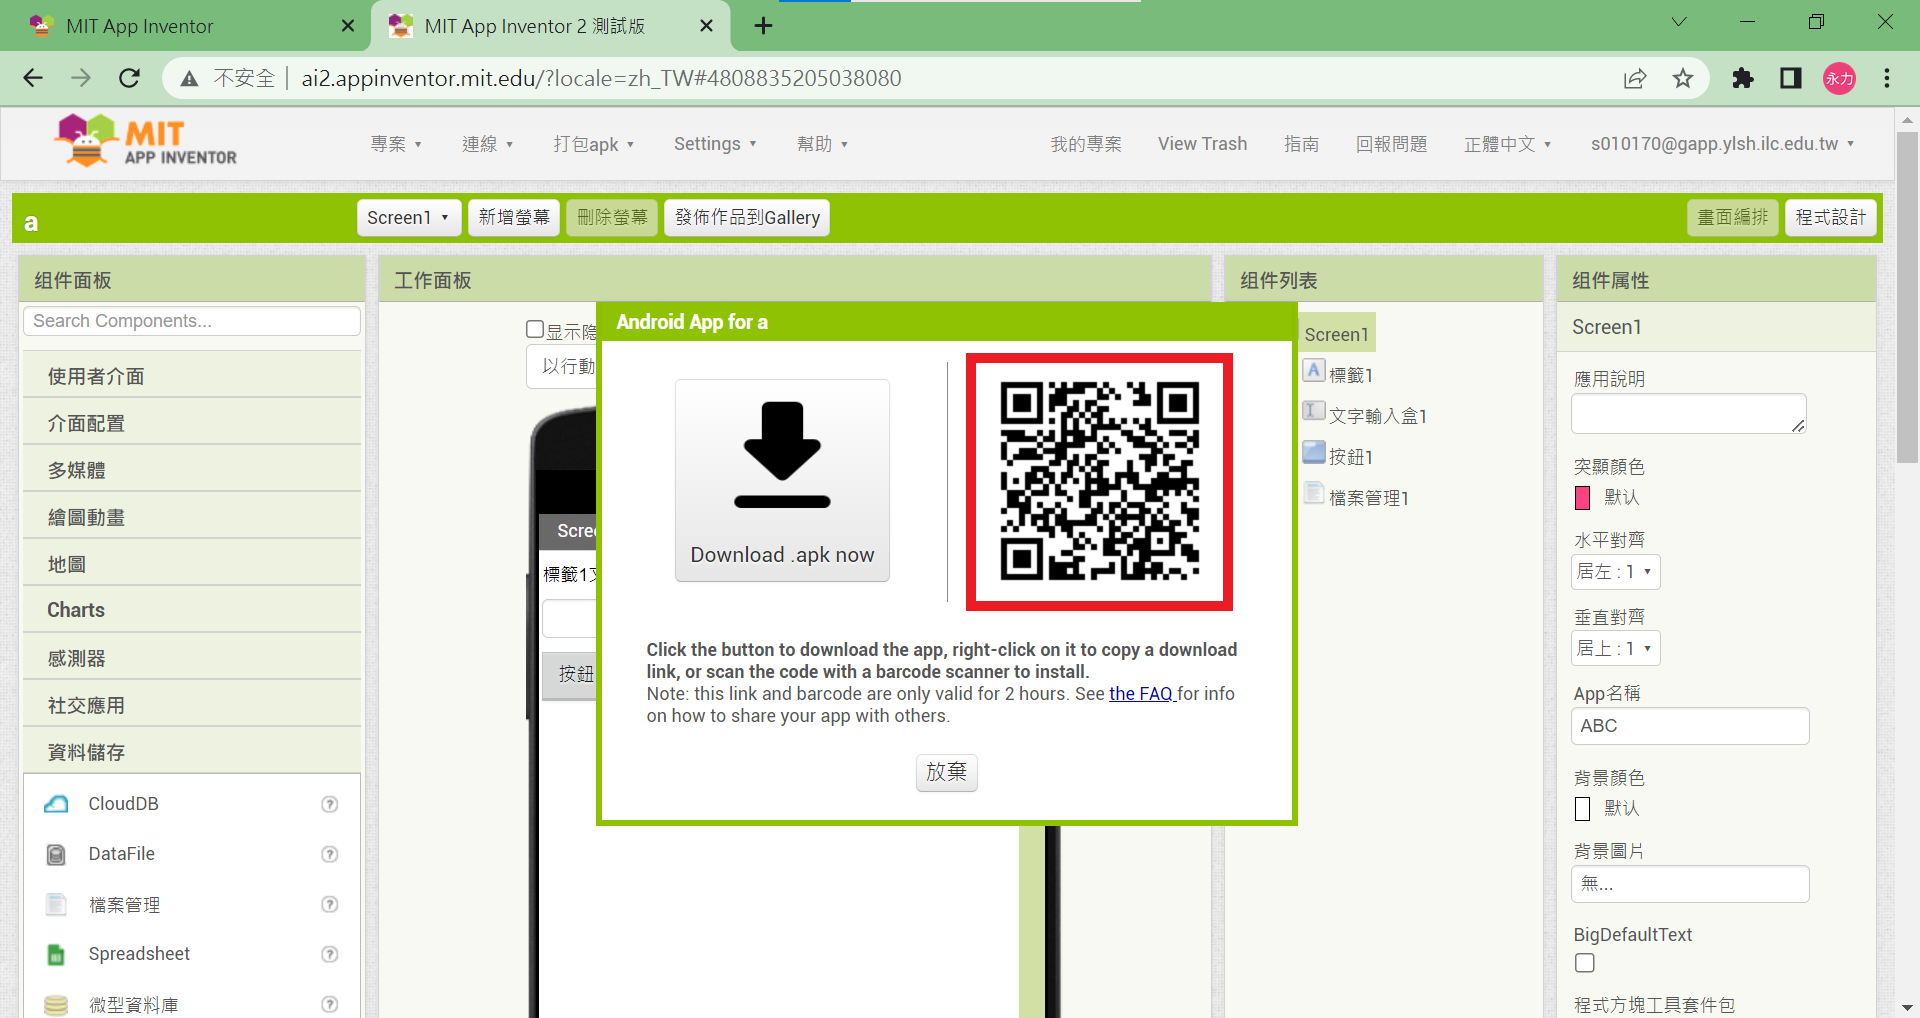 MIT App Inventor
MIT App Inventor 2 測試版
不安全
ai2.appinventor.mit.edu/?locale=zh_TW#4808835205038080
永力
MIT
APP INVENTOR
專案
連線
打包apk
Settings
幫助
我的專案
View Trash
指南
回報問題
正體中文
s010170@gapp.ylsh.ilc.edu.tw
a
Screen1
新增螢幕
刪除螢幕
發佈作品到Gallery
畫面編排
程式設計
组件面板
Search Components...
使用者介面
介面配置
多媒體
繪圖動畫
地圖
Charts
感測器
社交應用
資料儲存
CloudDB
DataFile
檔案管理
Spreadsheet
微型資料庫
工作面板
显示隐
以行動
Scree
標籤1文
按鈕
Android App for a
Download .apk now
Click the button to download the app, right-click on it to copy a download
link, or scan the code with a barcode scanner to install.
Note: this link and barcode are only valid for 2 hours. See the FAQ for info
on how to share your app with others.
放棄
组件列表
Screen1
標籤1
文字輸入盒1
按鈕1
檔案管理1
组件属性
Screen1
應用說明
突顯顏色
默认
水平對齊
居左 : 1
垂直對齊
居上 : 1
App名稱
ABC
背景顏色
默认
背景圖片
無...
BigDefaultText
程式方塊工具套件包